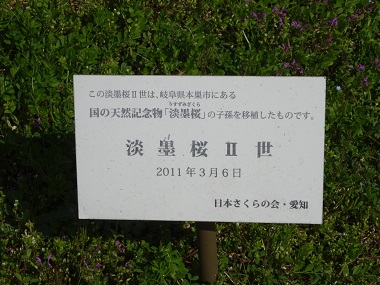 この淡墨桜Ⅱ世は、岐阜県本巣市にある
うすずみざくら
国の天然記念物「淡墨桜」の子孫を移植したものです。
淡墨桜Ⅱ世
2011年3月6日
日本さくらの会・愛知